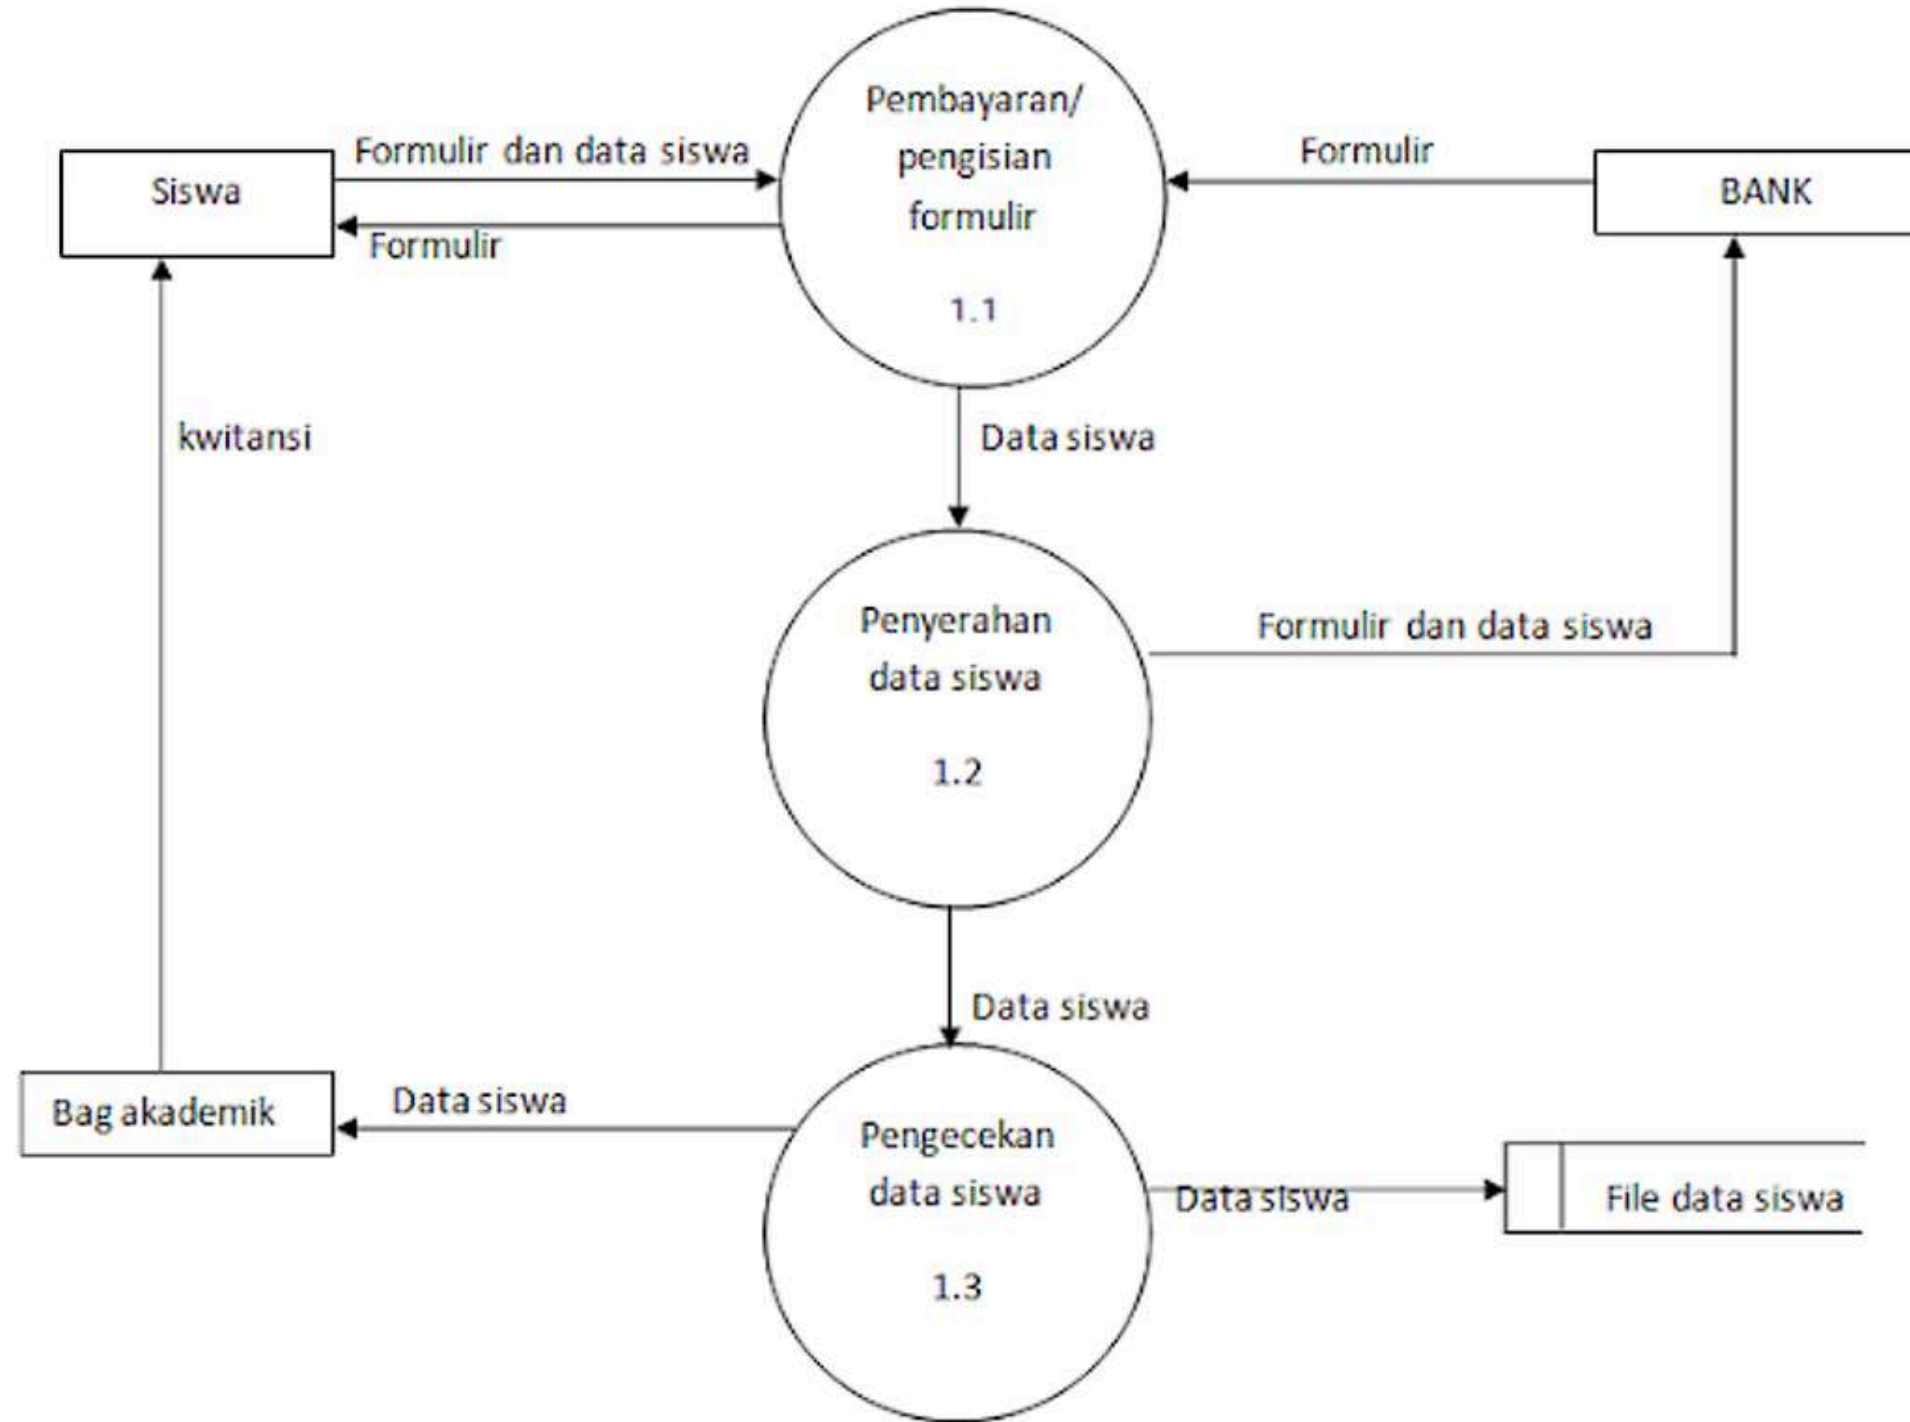 Pembayaran/
pengisian
formulir
1.1
Formulir dan data siswa
Formulir
Siswa
BANK
Formulir
kwitansi
Data siswa
Penyerahan
data siswa
1.2
Formulir dan data siswa
Data siswa
Bag akademik
Data siswa
Pengecekan
data siswa
1.3
Data siswa
File data siswa